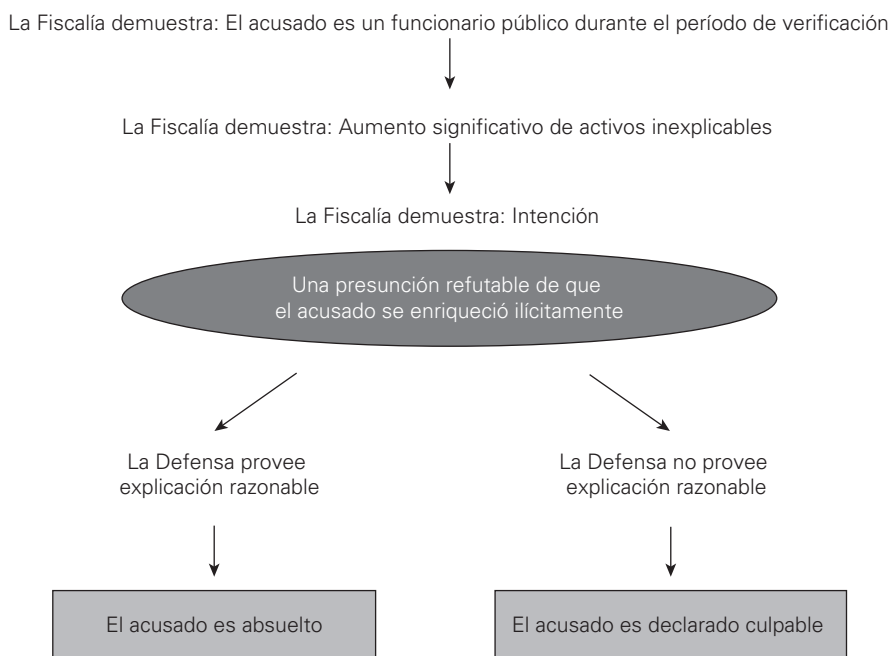 La Fiscalía demuestra: El acusado es un funcionario público durante el período de verificación
La Fiscalía demuestra: Aumento significativo de activos inexplicables
La Fiscalía demuestra: Intención
Una presunción refutable de que
el acusado se enriqueció ilícitamente
La Defensa provee
explicación razonable
La Defensa no provee
explicación razonable
El acusado es absuelto
El acusado es declarado culpable